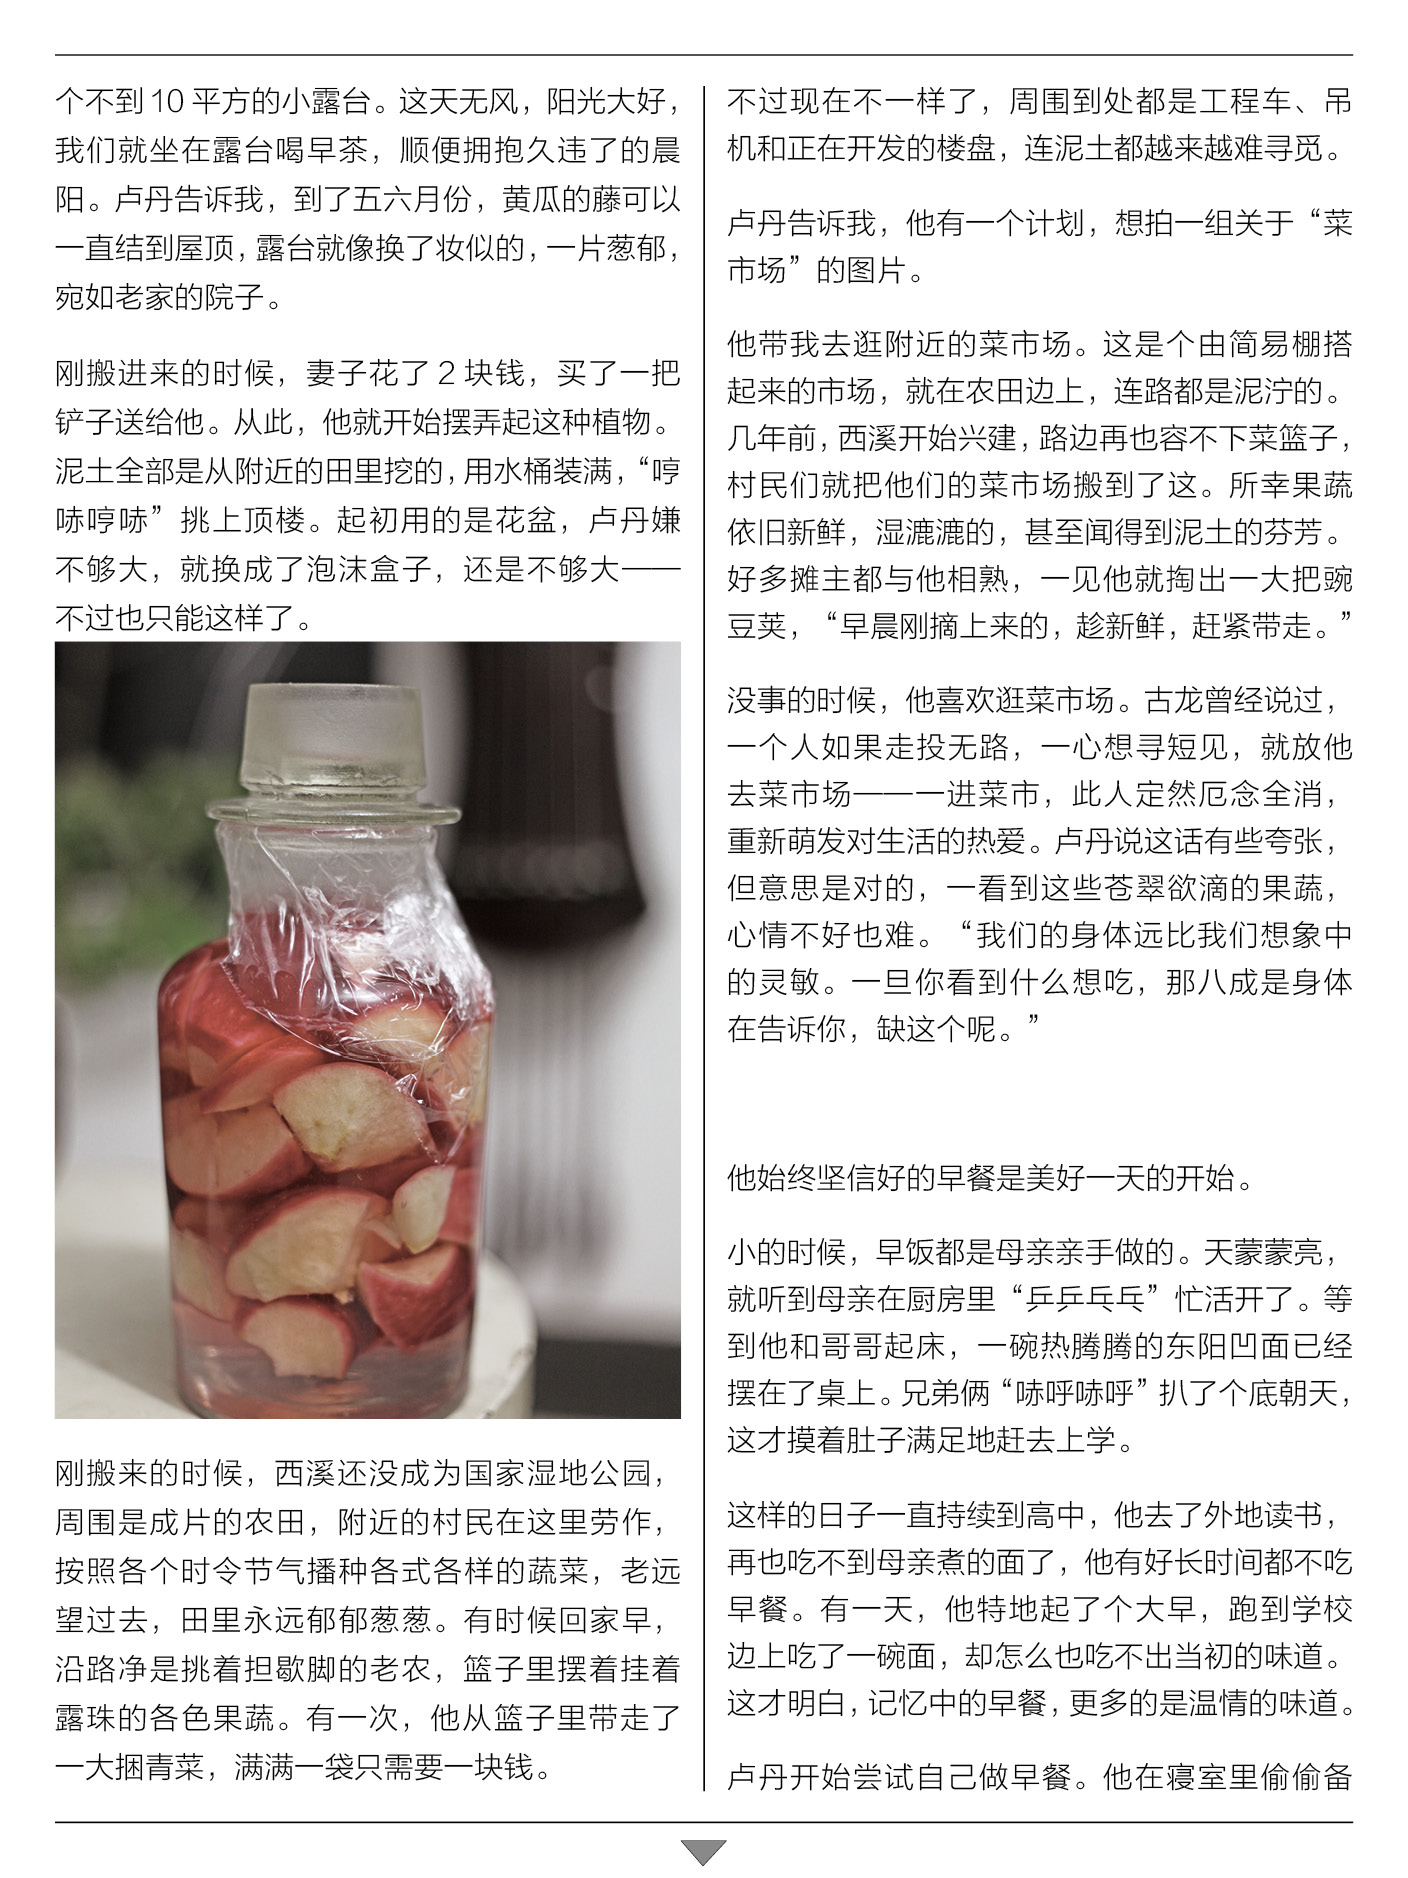 个不到10平方的小露台。这天无风，阳光大好，
我们就坐在露台喝早茶，顺便拥抱久违了的晨
阳。卢丹告诉我，到了五六月份，黄瓜的藤可以
一直结到屋顶，露台就像换了妆似的，一片葱郁，
宛如老家的院子。
刚搬进来的时候，妻子花了2块钱，买了一把
铲子送给他。从此，他就开始摆弄起这种植物。
泥土全部是从附近的田里挖的，用水桶装满，“哼
哧哼哧”挑上顶楼。起初用的是花盆，卢丹嫌
不够大，就换成了泡沫盒子，还是不够大——
不过也只能这样了。
刚搬来的时候，西溪还没成为国家湿地公园，
周围是成片的农田，附近的村民在这里劳作，
按照各个时令节气播种各式各样的蔬菜，老远
望过去，田里永远郁郁葱葱。有时候回家早，
沿路净是挑着担歇脚的老农，篮子里摆着挂着
露珠的各色果蔬。有一次，他从篮子里带走了
一大捆青菜，满满一袋只需要一块钱。
不过现在不一样了，周围到处都是工程车、吊
机和正在开发的楼盘，连泥土都越来越难寻觅。
卢丹告诉我，他有一个计划，想拍一组关于“菜
市场”的图片。
他带我去逛附近的菜市场。这是个由简易棚搭
起来的市场，就在农田边上，连路都是泥泞的。
几年前，西溪开始兴建，路边再也容不下菜篮子，
村民们就把他们的菜市场搬到了这。所幸果蔬
依旧新鲜，湿漉漉的，甚至闻得到泥土的芬芳。
好多摊主都与他相熟，一见他就掏出一大把豌
豆荚，“早晨刚摘上来的，趁新鲜，赶紧带走。”
没事的时候，他喜欢逛菜市场。古龙曾经说过，
一个人如果走投无路，一心想寻短见，就放他
去菜市场——一进菜市，此人定然厄念全消，
重新萌发对生活的热爱。卢丹说这话有些夸张，
但意思是对的，一看到这些苍翠欲滴的果蔬，
心情不好也难。“我们的身体远比我们想象中
的灵敏。一旦你看到什么想吃，那八成是身体
在告诉你，缺这个呢。”
他始终坚信好的早餐是美好一天的开始。
小的时候，早饭都是母亲亲手做的。天蒙蒙亮，
就听到母亲在厨房里“乒乒乓乓”忙活开了。等
到他和哥哥起床，一碗热腾腾的东阳凹面已经
摆在了桌上。兄弟俩“哧呼哧呼”扒了个底朝天，
这才摸着肚子满足地赶去上学。
这样的日子一直持续到高中，他去了外地读书，
再也吃不到母亲煮的面了，他有好长时间都不吃
早餐。有一天，他特地起了个大早，跑到学校
边上吃了一碗面，却怎么也吃不出当初的味道。
这才明白，记忆中的早餐，更多的是温情的味道。
卢丹开始尝试自己做早餐。他在寝室里偷偷备